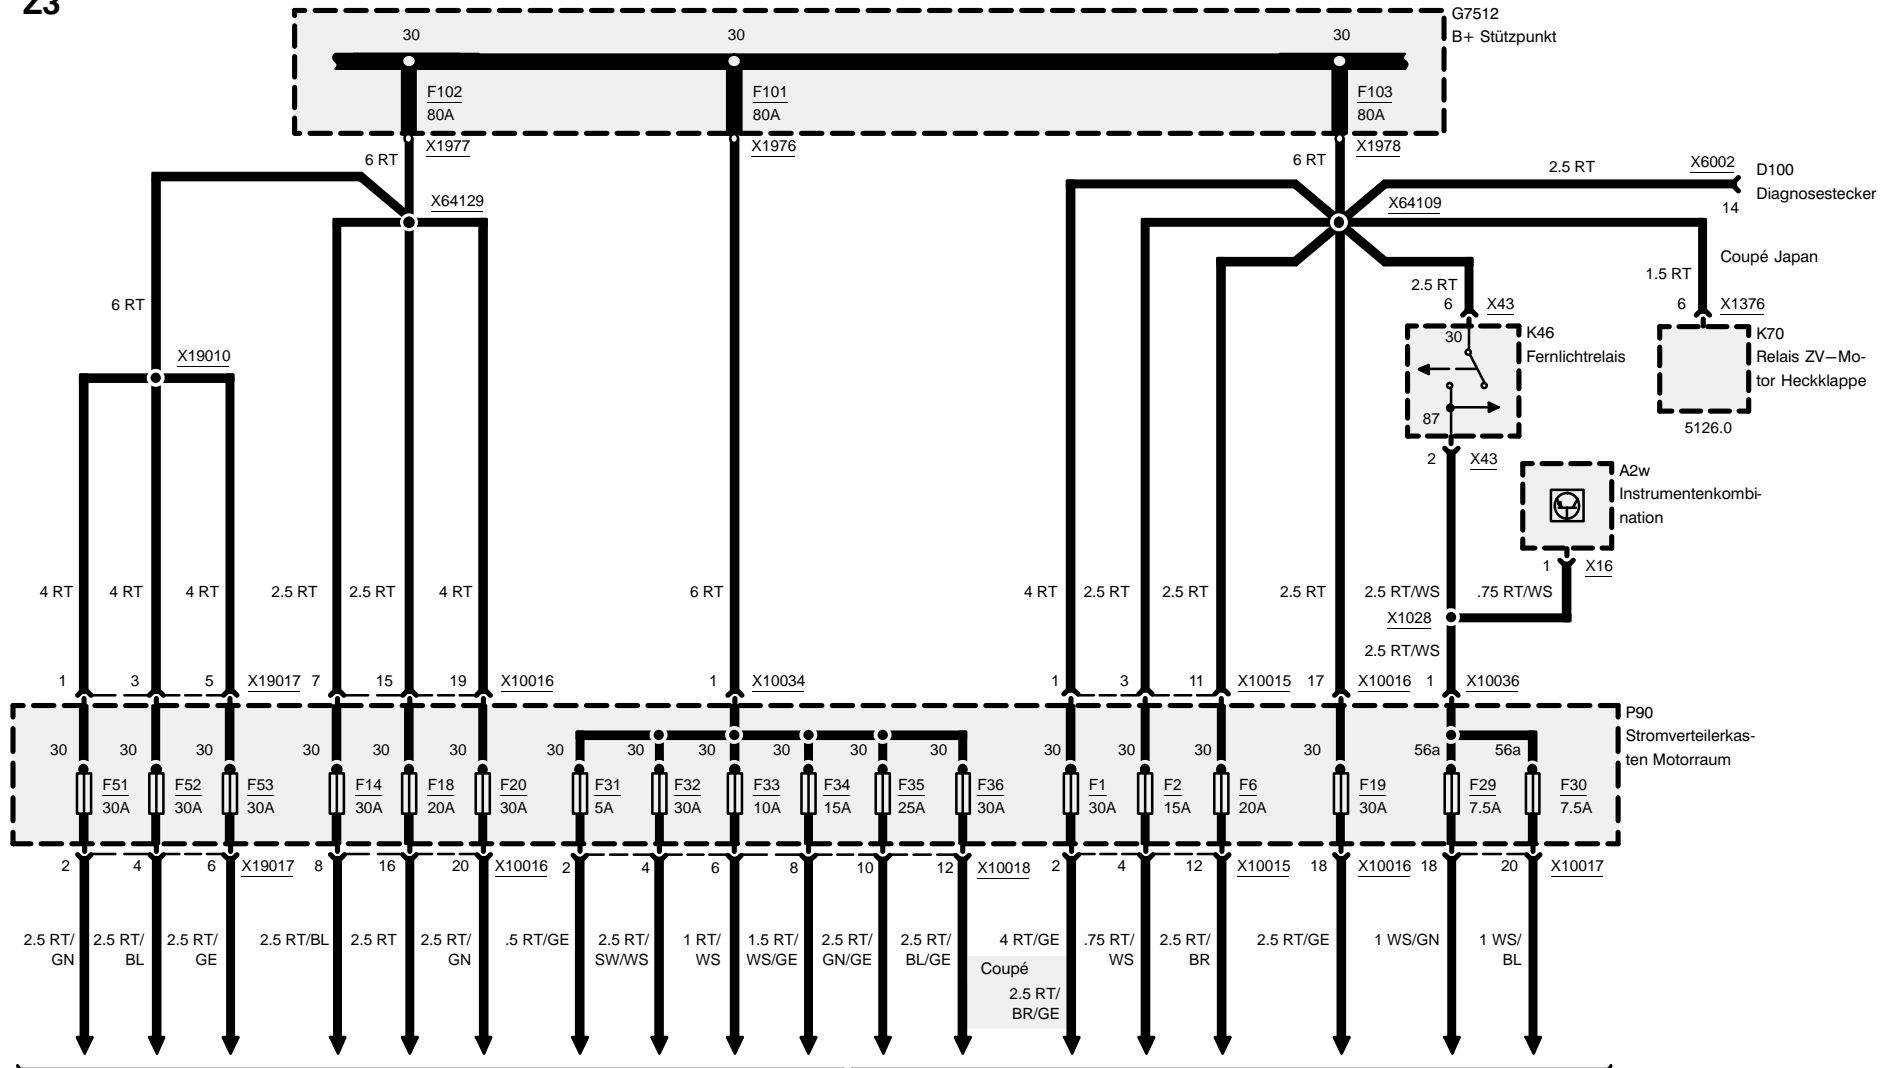 Z3
G7512
B+ Stützpunkt
30 30 30
F102 F101 F103
80A 80A 80A
X1977 X1976 X1978
6 RT 6 RT 2.5 RT X6002 D100
Diagnosestecker
14
X64129 X64109
Coupé Japan
2.5 RT 1.5 RT
6 RT 6 X43 6 X1376
30 K46 K70
X19010 Fernlichtrelais Relais ZV–Mo-
tor Heckklappe
87 5126.0
2 X43
A2w
Instrumentenkombi-
nation
1 X16
4 RT 4 RT 4 RT 2.5 RT 2.5 RT 4 RT 6 RT 4 RT 2.5 RT 2.5 RT 2.5 RT 2.5 RT/WS .75 RT/WS
X1028
2.5 RT/WS
1 3 5 X19017 7 15 19 X10016 1 X10034 1 3 11 X10015 17 X10016 1 X10036
P90
Stromverteilerkas-
ten Motorraum
30 30 30 30 30 30 30 30 30 30 30 30 30 30 30 30 56a 56a
F51 F52 F53 F14 F18 F20 F31 F32 F33 F34 F35 F36 F1 F2 F6 F19 F29 F30
30A 30A 30A 30A 20A 30A 5A 30A 10A 15A 25A 30A 30A 15A 20A 30A 7.5A 7.5A
2 4 6 X19017 8 16 20 X10016 2 4 6 8 10 12 X10018 2 4 12 X10015 18 X10016 18 20 X10017
2.5 RT/ 2.5 RT/ 2.5 RT/ 2.5 RT/BL 2.5 RT 2.5 RT/ .5 RT/GE 2.5 RT/ 1 RT/ 1.5 RT/ 2.5 RT/ 2.5 RT/ 4 RT/GE .75 RT/ 2.5 RT/ 2.5 RT/GE 1 WS/GN 1 WS/
GN BL GE GN SW/WS WS WS/GE GN/GE BL/GE WS BR BL
Coupé
2.5 RT/
BR/GE